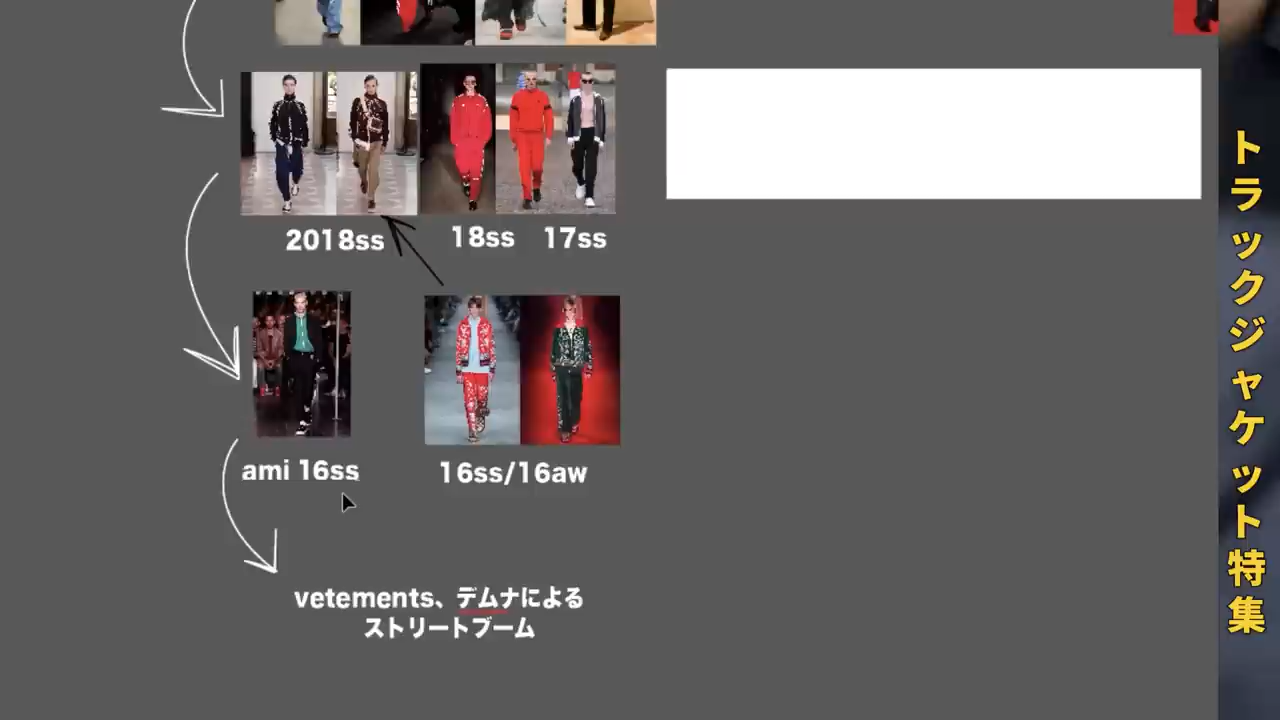 2018ss
18ss
17ss
ami 16ss
16ss/16aw
vetements、デムナによる
ストリートブーム
トラックジャケット特集